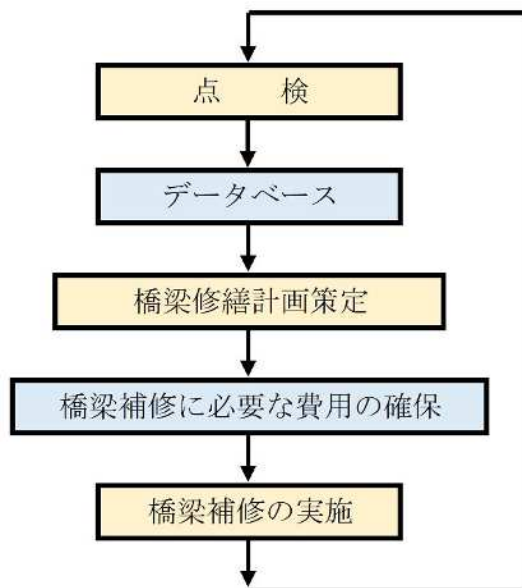 点　　検
データベース
橋梁修繕計画策定
橋梁補修に必要な費用の確保
橋梁補修の実施